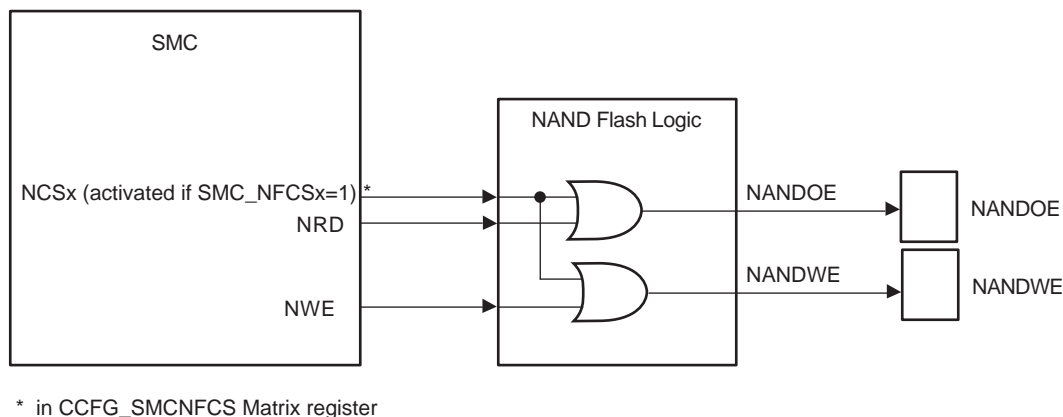 SMC
NAND Flash Logic
NCSx (activated if SMC_NFCSx=1) *
NRD
NWE
NANDOE
NANDOE
NANDWE
NANDWE
* in CCFG_SMCNFCS Matrix register